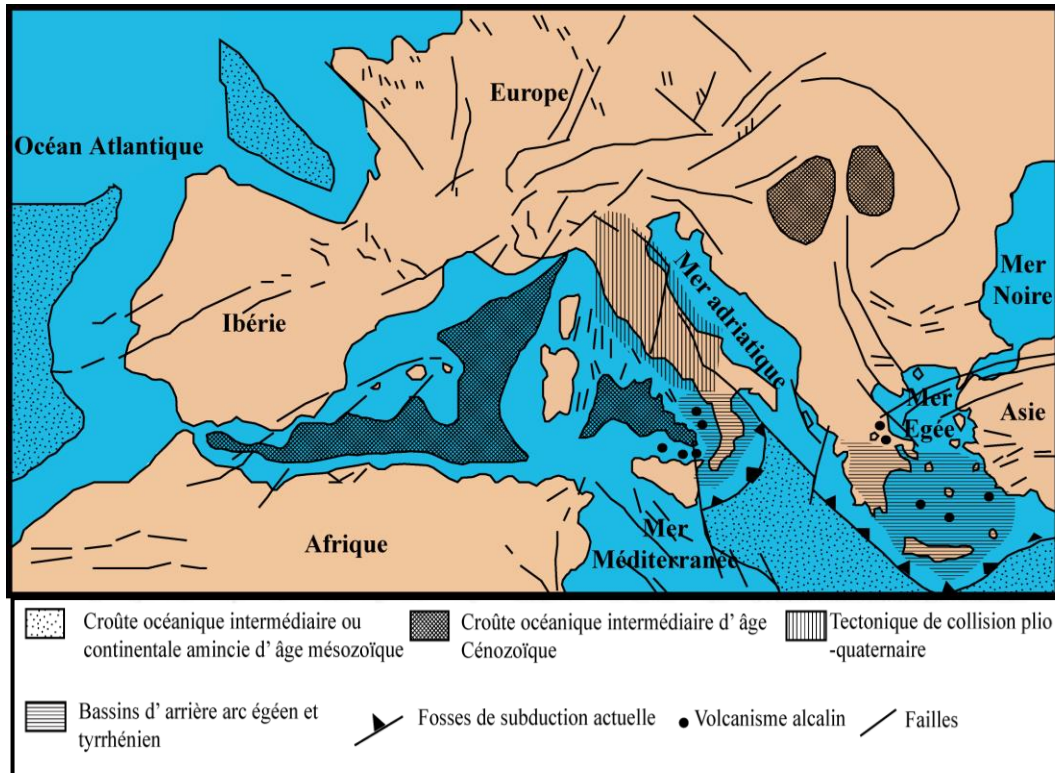 Europe
Océan Atlantique
Mer
Noire
Mer adriatique
Ibérie
Mer
Egée
Asie
Afrique
Mer
Méditerranée
Croûte océanique intermédiaire ou
continentale amincie d’ âge mésozoïque
Croûte océanique intermédiaire d’ âge
Cénozoïque
Tectonique de collision plio
-quaternaire
Bassins d’ arrière arc égéen et
tyrrhénien
Fosses de subduction actuelle
Volcanisme alcalin
Failles